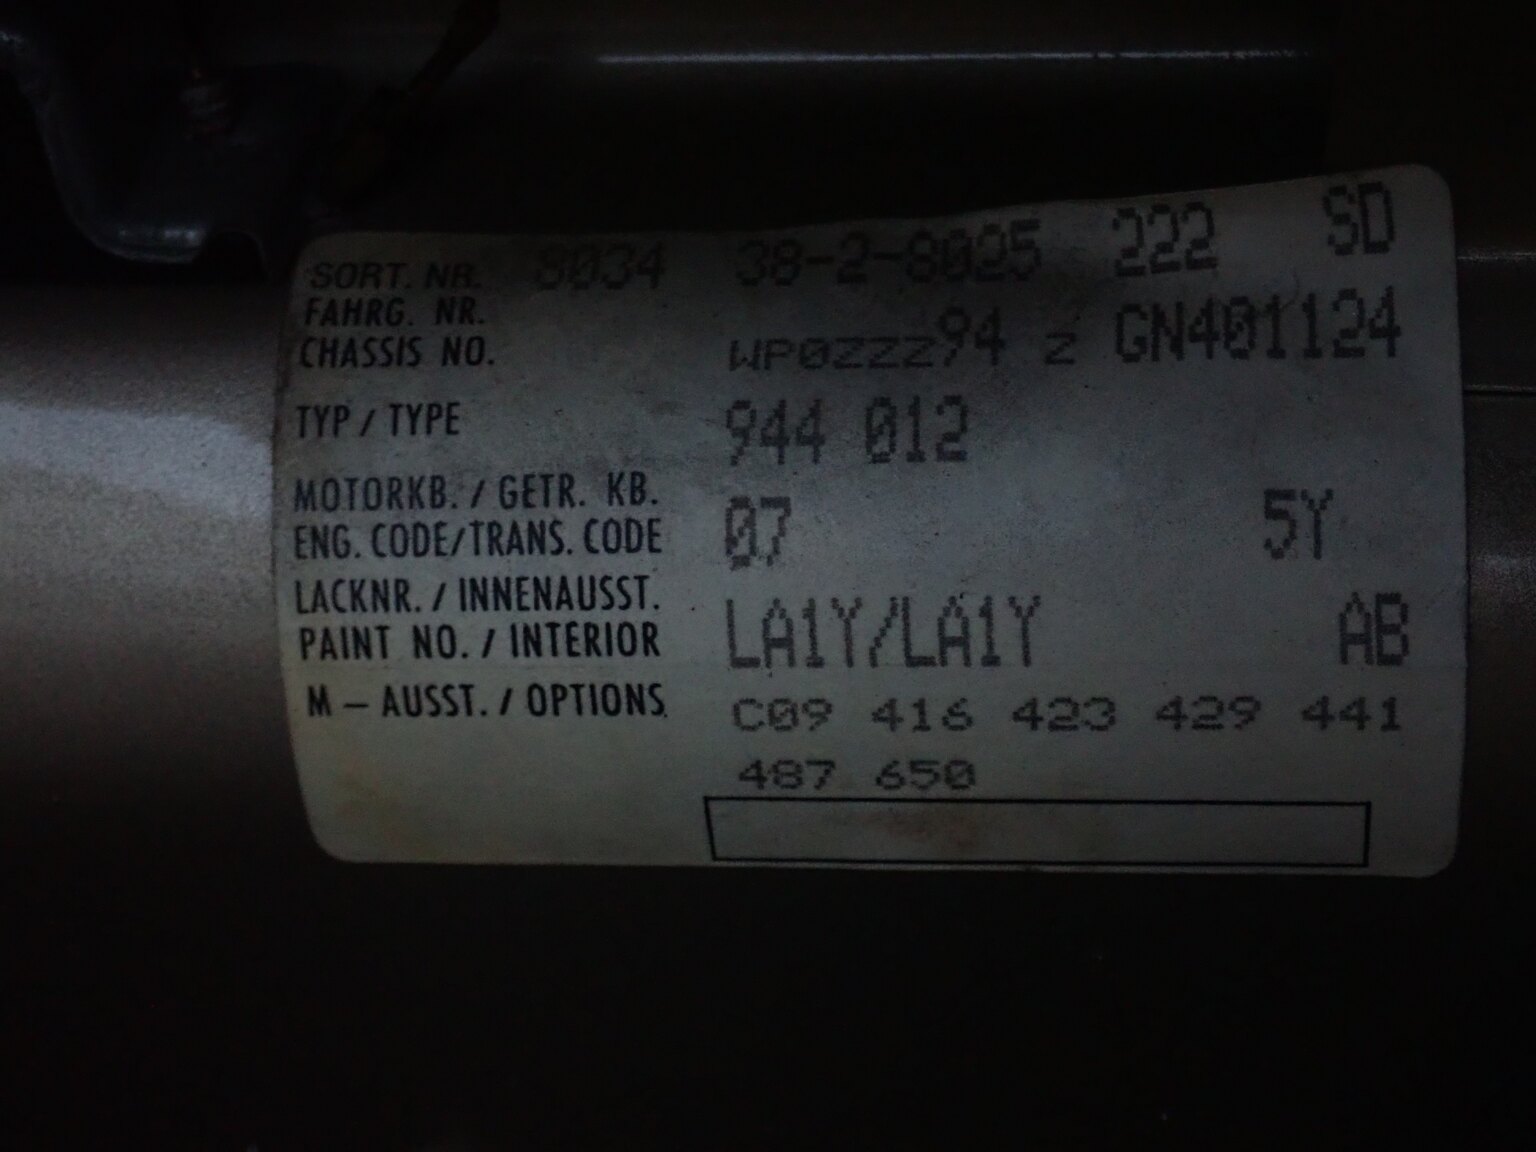 SORT. NR. 8034 38-2-8025 222 SD
FAHRG. NR.
CHASSIS NO. WP0ZZZ94 Z GN401124
TYP / TYPE 944 012
MOTORKB. / GETR. KB.
ENG. CODE/TRANS. CODE 07 5Y
LACKNR. / INNENAUSST.
PAINT NO. / INTERIOR LA1Y/LA1Y AB
M – AUSST. / OPTIONS C09 416 423 429 441
487 650